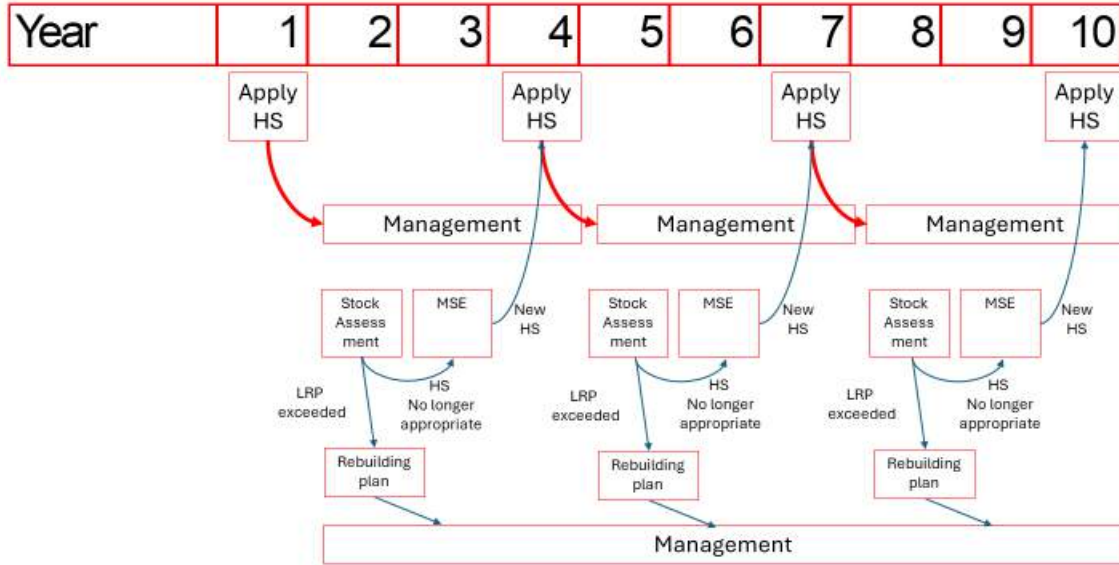 Year 1 2 3 4 5 6 7 8 9 10
Apply
HS
Apply
HS
Apply
HS
Apply
HS
Management
Management
Management
Stock
Assess
ment
MSE
New
HS
Stock
Assess
ment
MSE
New
HS
Stock
Assess
ment
MSE
New
HS
LRP
exceeded
HS
No longer
appropriate
LRP
exceeded
HS
No longer
appropriate
LRP
exceeded
HS
No longer
appropriate
Rebuilding
plan
Rebuilding
plan
Rebuilding
plan
Management